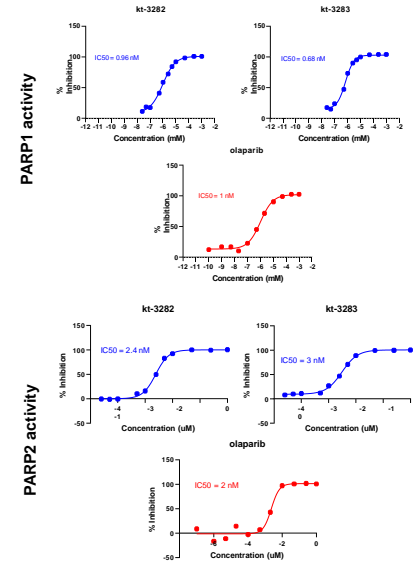 kt-3282
kt-3283
PARP1 activity
150
100
50
0
% Inhibition
IC50 = 0.96 nM
-12 -11 -10 -9 -8 -7 -6 -5 -4 -3 -2
Concentration (mM)
150
100
50
0
% Inhibition
IC50 = 0.68 nM
-12 -11 -10 -9 -8 -7 -6 -5 -4 -3 -2
Concentration (mM)
olaparib
150
100
50
0
% Inhibition
IC50 = 1 nM
-12 -11 -10 -9 -8 -7 -6 -5 -4 -3 -2
Concentration (mM)
PARP2 activity
kt-3282
kt-3283
150
100
50
0
-50
% Inhibition
IC50 = 2.4 nM
-4 -3 -2 0
-1
Concentration (uM)
150
100
50
0
-50
% Inhibition
IC50 = 3 nM
-4 -3 -2 -1 0
0
Concentration (uM)
olaparib
150
100
50
0
-50
% Inhibition
IC50 = 2 nM
-4 -2 0
Concentration (uM)